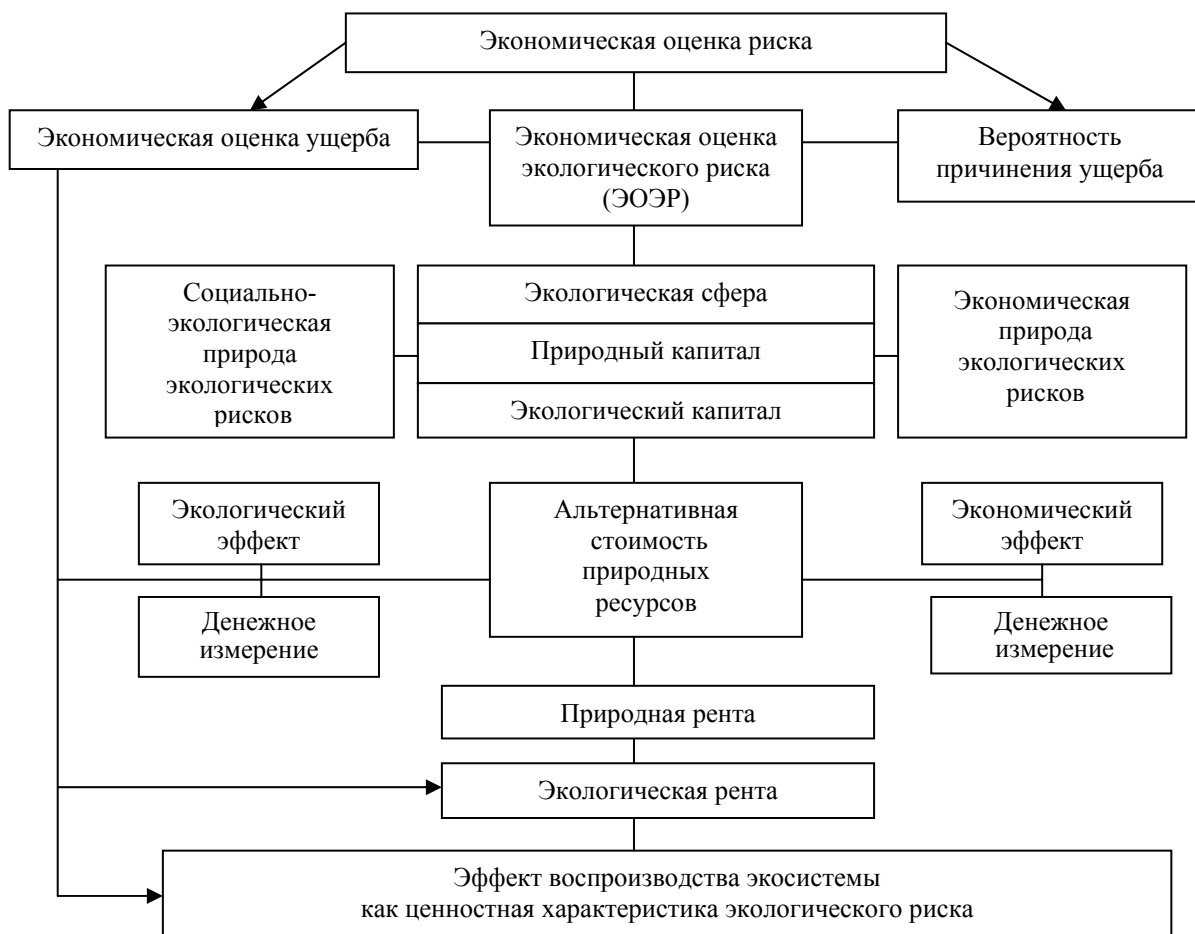 Экономическая оценка риска
Экономическая оценка ущерба
Экономическая оценка
экологического риска
(ЭОЭР)
Вероятность
причинения ущерба
Социально-
экологическая
природа
экологических
рисков
Экологическая сфера
Природный капитал
Экологический капитал
Экономическая
природа
экологических
рисков
Экологический
эффект
Денежное
измерение
Альтернативная
стоимость
природных
ресурсов
Экономический
эффект
Денежное
измерение
Природная рента
Экологическая рента
Эффект воспроизводства экосистемы
как ценностная характеристика экологического риска